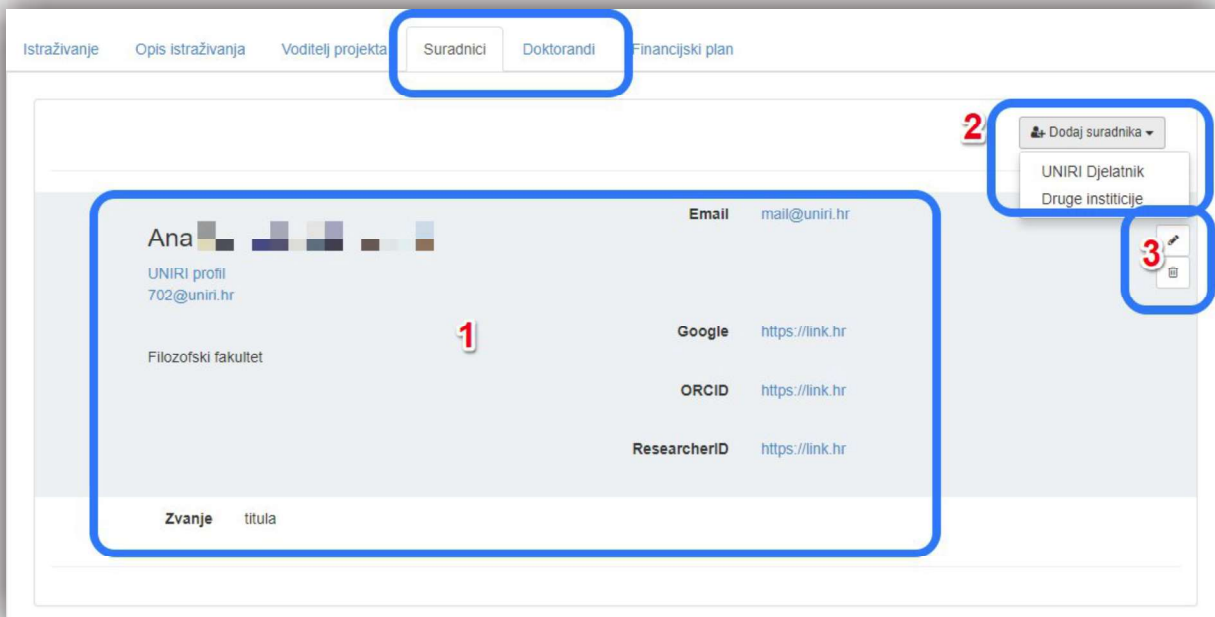 Istraživanje Opis istraživanja Voditelj projekta Suradnici Doktorandi Financijski plan
2
Dodaj suradnika
UNIRI Djelatnik
Druge institicije
3
Ana
Email mail@uniri.hr
UNIRI profil
702@uniri.hr
1
Google https://link.hr
Filozofski fakultet
ORCID https://link.hr
ResearcherID https://link.hr
Zvanje titula